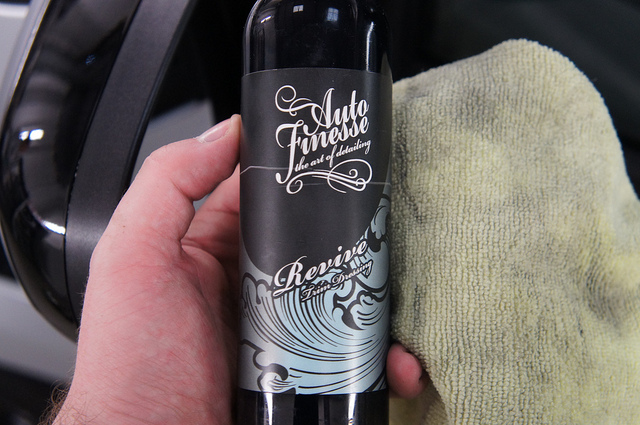 Auto
Finesse
the art of detailing
Revive
Trim Dressing